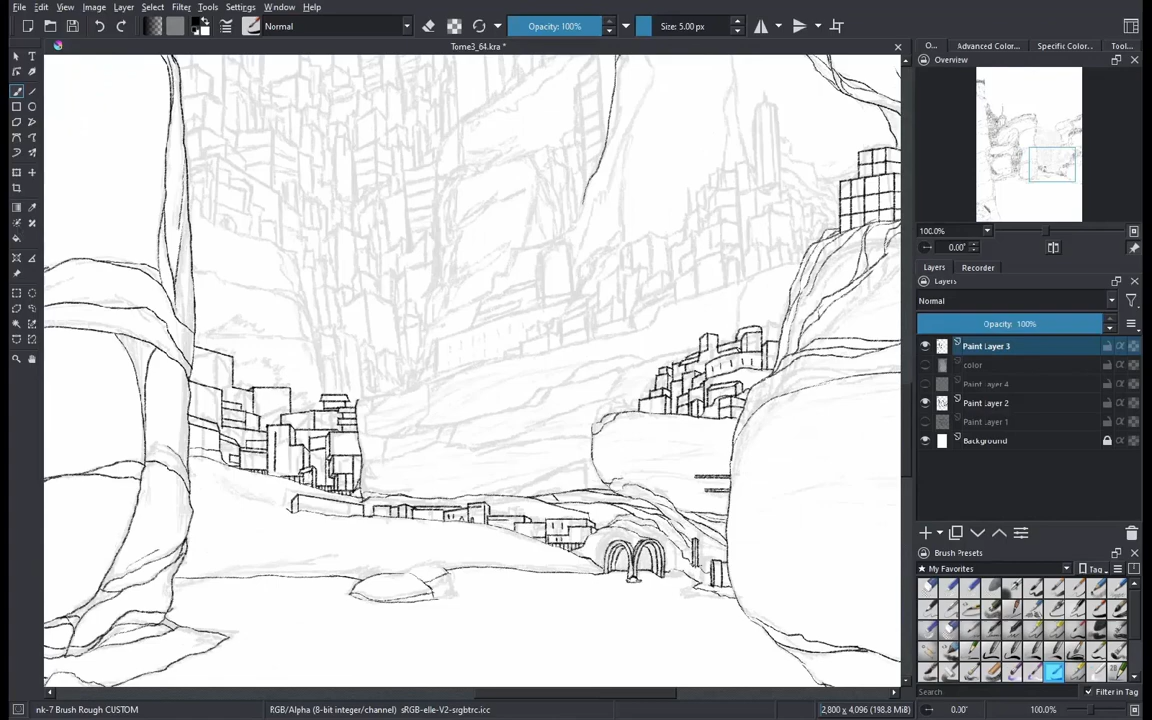 File Edit View Image Layer Select Filter Tools Settings Window Help
Normal
Opacity: 100%
Size: 5.00 px
Tome3_64.kra *
O... Advanced Color... Specific Color... Tool...
Overview
100.0%
0.00°
Layers Recorder
Layers
Normal
Opacity: 100%
Paint Layer 3
color
Paint Layer 4
Paint Layer 2
Paint Layer 1
Background
Brush Presets
★ My Favorites
Tag
Search
Filter in Tag
nk-7 Brush Rough CUSTOM
RGB/Alpha (8-bit integer/channel) sRGB-elle-V2-srgbtrc.icc
2,800 x 4,096 (198.8 MiB)
0.00°
100.0%